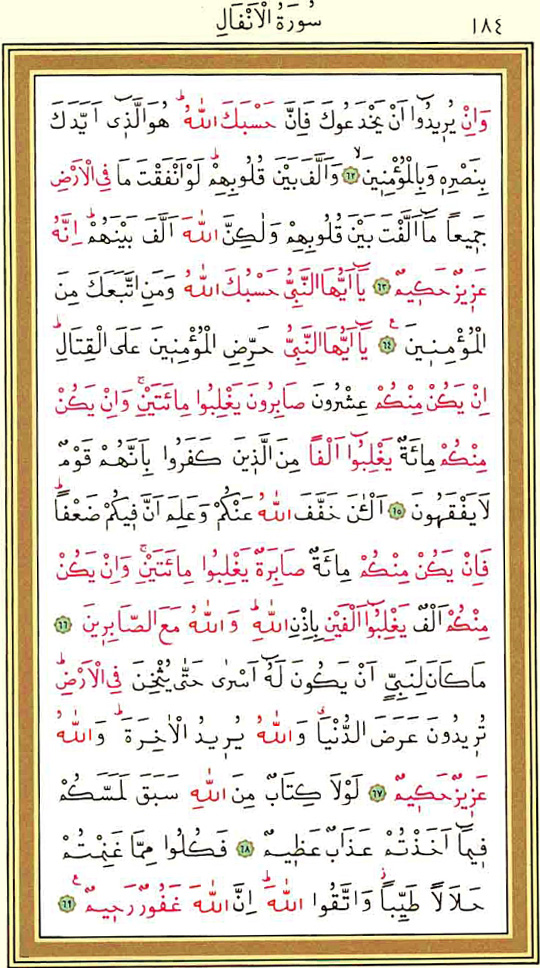 ١٨٤
سُورَةُ الْاَنْفَالِ
وَاِنْ يُرٖيدُٓوا اَنْ يَخْدَعُوكَ فَاِنَّ حَسْبَكَ اللّٰهُؕ هُوَ الَّذٖٓي اَيَّدَكَ
بِنَصْرِهٖ وَبِالْمُؤْمِنٖينَۙ ٦٢ وَاَلَّفَ بَيْنَ قُلُوبِهِمْؕ لَوْ اَنْفَقْتَ مَا فِي الْاَرْضِ
جَمٖيعاً مَٓا اَلَّفْتَ بَيْنَ قُلُوبِهِمْ وَلٰكِنَّ اللّٰهَ اَلَّفَ بَيْنَهُمْؕ اِنَّهُ
عَزٖيزٌ حَكٖيمٌ ٦٣ يَٓا اَيُّهَا النَّبِيُّ حَسْبُكَ اللّٰهُ وَمَنِ اتَّبَعَكَ مِنَ
الْمُؤْمِنٖينَࣖ ٦٤ يَٓا اَيُّهَا النَّبِيُّ حَرِّضِ الْمُؤْمِنٖينَ عَلَى الْقِتَالِؕ
اِنْ يَكُنْ مِنْكُمْ عِشْرُونَ صَابِرُونَ يَغْلِبُوا مِائَتَيْنِۚ وَاِنْ يَكُنْ
مِنْكُمْ مِائَةٌ يَغْلِبُٓوا اَلْفاً مِنَ الَّذٖينَ كَفَرُوا بِاَنَّهُمْ قَوْمٌ
لَا يَفْقَهُونَ ٦٥ اَلْـٰٔنَ خَفَّفَ اللّٰهُ عَنْكُمْ وَعَلِمَ اَنَّ فٖيكُمْ ضَعْفاًؕ
فَاِنْ يَكُنْ مِنْكُمْ مِائَةٌ صَابِرَةٌ يَغْلِبُوا مِائَتَيْنِۚ وَاِنْ يَكُنْ
مِنْكُمْ اَلْفٌ يَغْلِبُٓوا اَلْفَيْنِ بِاِذْنِ اللّٰهِؕ وَاللّٰهُ مَعَ الصَّابِرٖينَ ٦٦
مَا كَانَ لِنَبِيٍّ اَنْ يَكُونَ لَهُٓ اَسْرٰى حَتّٰى يُثْخِنَ فِي الْاَرْضِؕ
تُرٖيدُونَ عَرَضَ الدُّنْيَاࣗ وَاللّٰهُ يُرٖيدُ الْاٰخِرَةَؕ وَاللّٰهُ
عَزٖيزٌ حَكٖيمٌ ٦٧ لَوْلَا كِتَابٌ مِنَ اللّٰهِ سَبَقَ لَمَسَّكُمْ
فٖيمَٓا اَخَذْتُمْ عَذَابٌ عَظٖيمٌ ٦٨ فَكُلُوا مِمَّا غَنِمْتُمْ
حَلَالاً طَيِّباًؗ وَاتَّقُوا اللّٰهَؕ اِنَّ اللّٰهَ غَفُورٌ رَحٖيمٌࣖ ٦٩